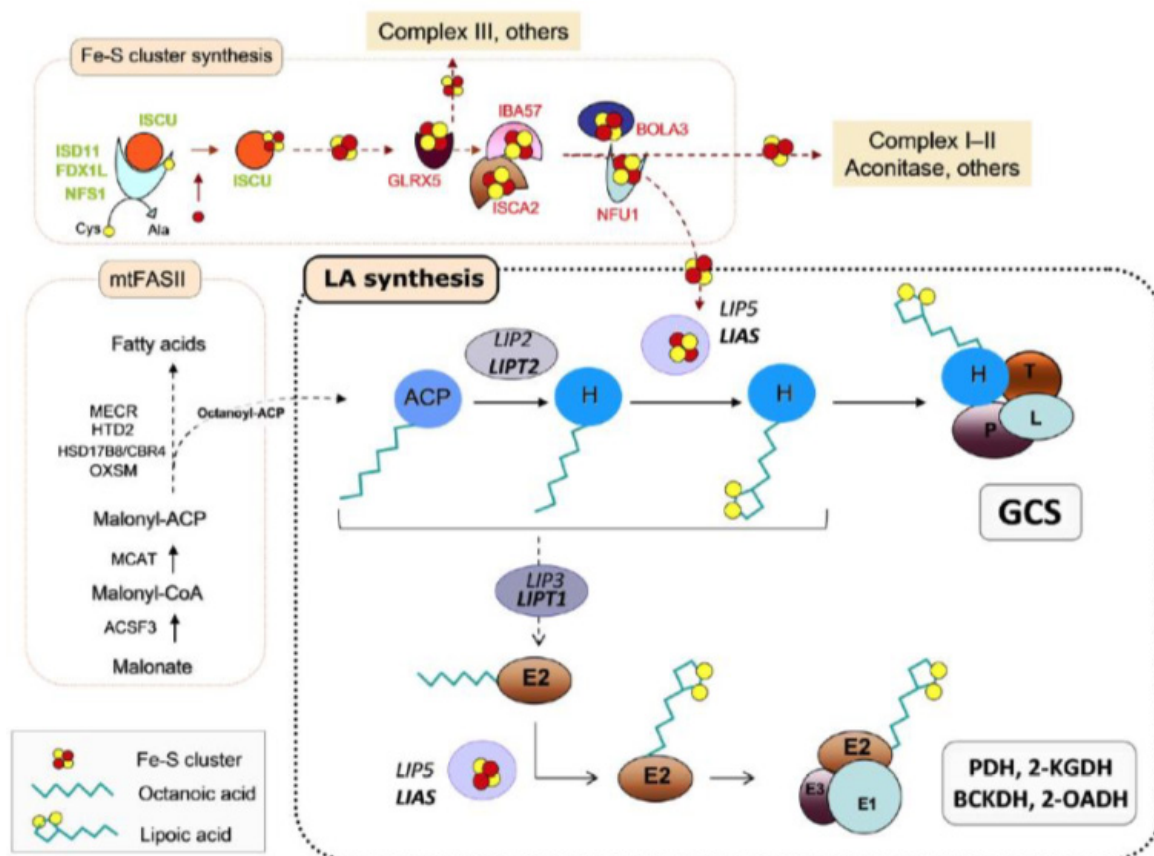 Complex III, others
Fe-S cluster synthesis
ISCU
IBA57
BOLA3
ISD11
FDX1L
NFS1
ISCU
GLRX5
ISCA2
NFU1
Cys
Ala
Complex I–II
Aconitase, others
mtFASII
Fatty acids
MECR
HTD2
HSD17B8/CBR4
OXSM
Octanoyl-ACP
Malonyl-ACP
MCAT
Malonyl-CoA
ACSF3
Malonate
LA synthesis
LIP2
LIPT2
LIP5
LIAS
ACP
H
H
H
T
P
L
GCS
LIP3
LIPT1
E2
LIP5
LIAS
E2
E2
E3
E1
PDH, 2-KGDH
BCKDH, 2-OADH
Fe-S cluster
Octanoic acid
Lipoic acid